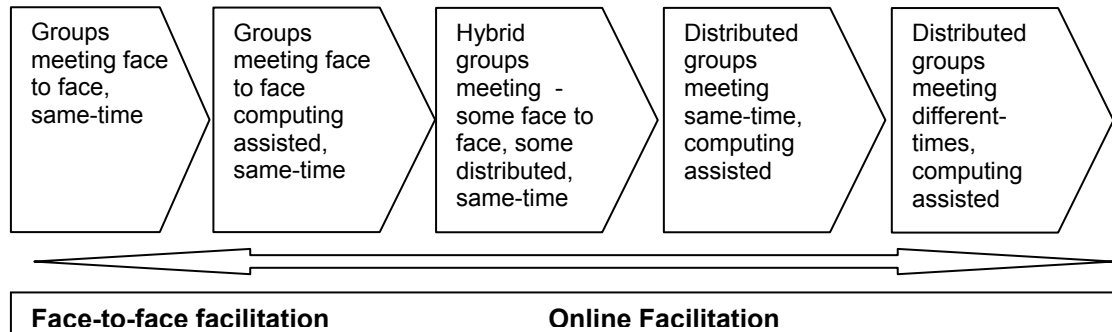 Groups
meeting face
to face,
same-time
Groups
meeting face
to face
computing
assisted,
same-time
Hybrid
groups
meeting -
some face to
face, some
distributed,
same-time
Distributed
groups
meeting
same-time,
computing
assisted
Distributed
groups
meeting
different-
times,
computing
assisted
Face-to-face facilitation Online Facilitation